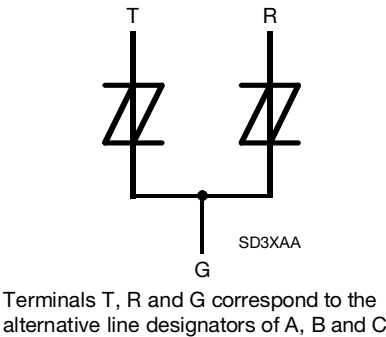 T R
SD3XAA
G
Terminals T, R and G correspond to the
alternative line designators of A, B and C